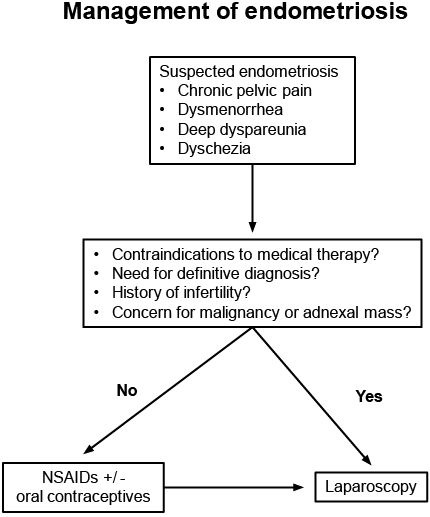 Management of endometriosis
Suspected endometriosis
• Chronic pelvic pain
• Dysmenorrhea
• Deep dyspareunia
• Dyschezia
• Contraindications to medical therapy?
• Need for definitive diagnosis?
• History of infertility?
• Concern for malignancy or adnexal mass?
No
Yes
NSAIDs +/-
oral contraceptives
Laparoscopy